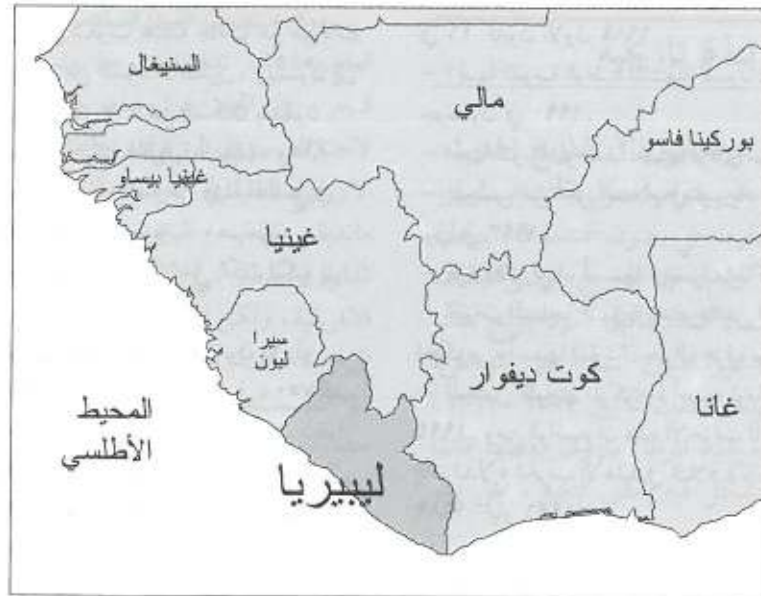 السنيغال
مالي
بوركينا فاسو
غينيا بيساو
غينيا
سيرا
ليون
كوت ديفوار
غانا
المحيط
الأطلسي
ليبيريا